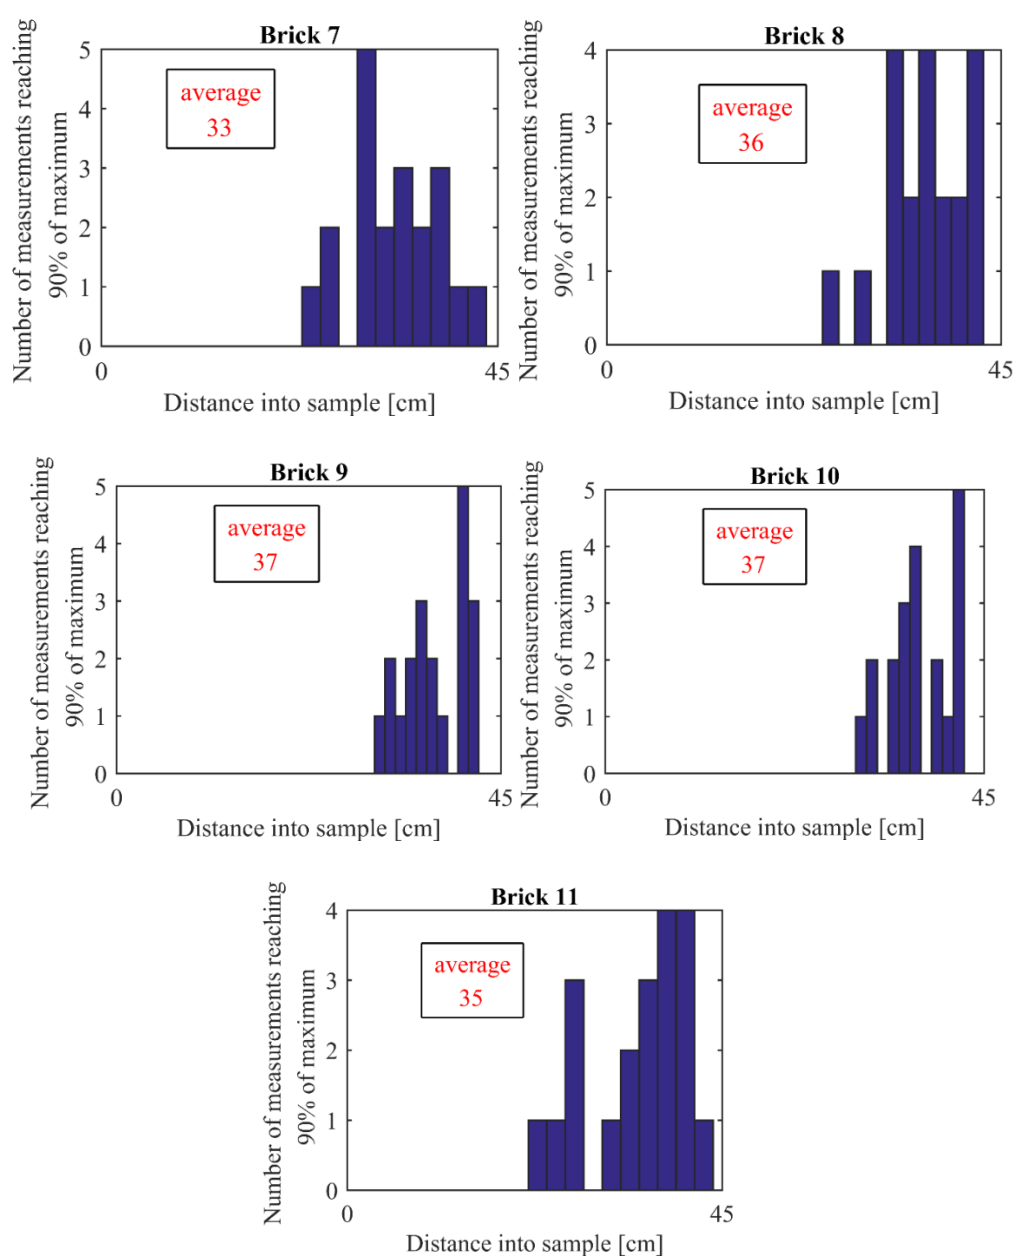 Brick 7
Number of measurements reaching
90% of maximum
5
4
3
2
1
0
average
33
0
45
Distance into sample [cm]
Brick 8
Number of measurements reaching
90% of maximum
4
3
2
1
0
average
36
0
45
Distance into sample [cm]
Brick 9
Number of measurements reaching
90% of maximum
5
4
3
2
1
0
average
37
0
45
Distance into sample [cm]
Brick 10
Number of measurements reaching
90% of maximum
5
4
3
2
1
0
average
37
0
45
Distance into sample [cm]
Brick 11
Number of measurements reaching
90% of maximum
4
3
2
1
0
average
35
0
45
Distance into sample [cm]